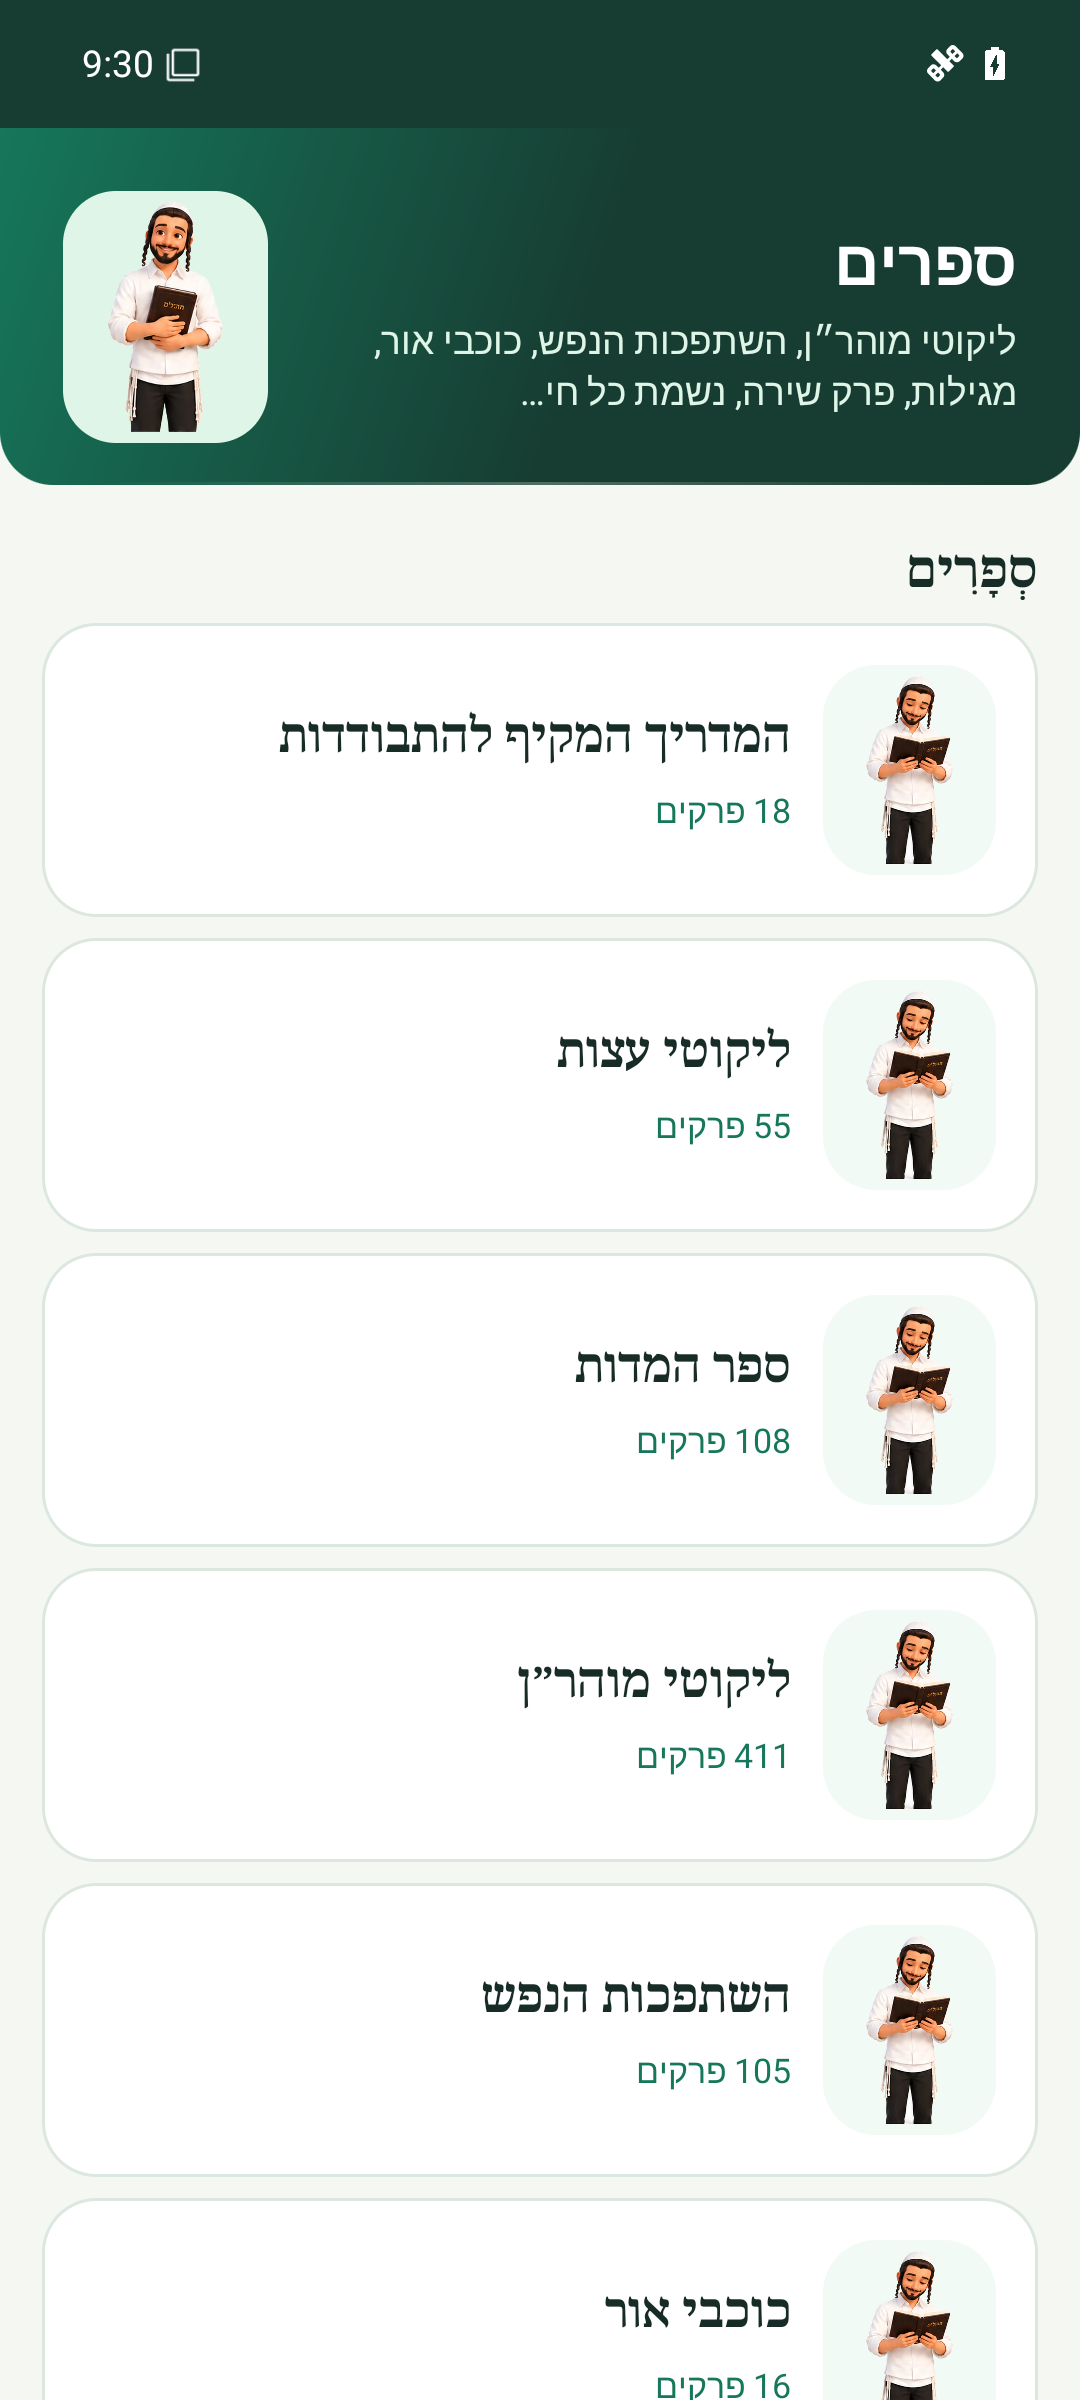 9:30
ספרים
ליקוטי מוהר״ן, השתפכות הנפש, כוכבי אור,
מגילות, פרק שירה, נשמת כל חי...
סְפָרִים
המדריך המקיף להתבודדות
18 פרקים
ליקוטי עצות
55 פרקים
ספר המדות
108 פרקים
ליקוטי מוהר״ן
411 פרקים
השתפכות הנפש
105 פרקים
כוכבי אור
16 פרקים